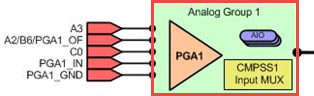 Analog Group 1
A3
A2/B6/PGA1_OF
C0
PGA1_IN
PGA1_GND
PGA1
AIO
CMPSS1
Input MUX